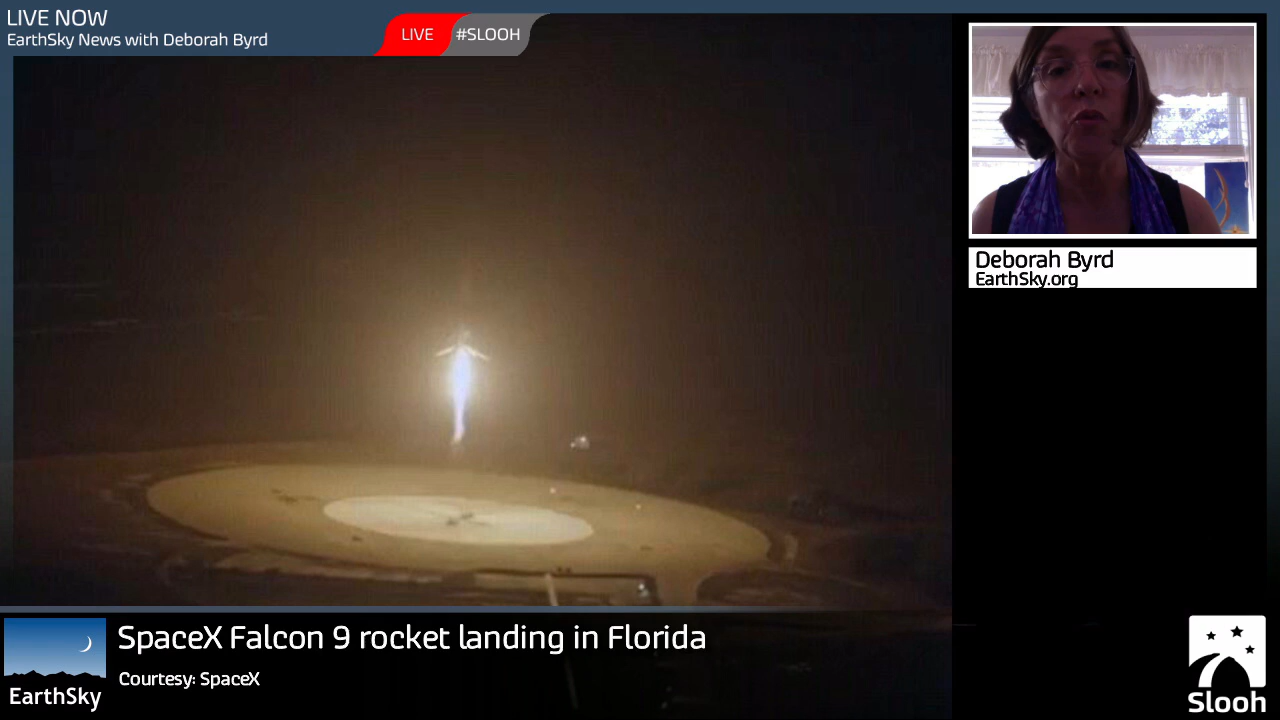 LIVE NOW
EarthSky News with Deborah Byrd
LIVE
#SLOOH
Deborah Byrd
EarthSky.org
SpaceX Falcon 9 rocket landing in Florida
Courtesy: SpaceX
EarthSky
Slooh